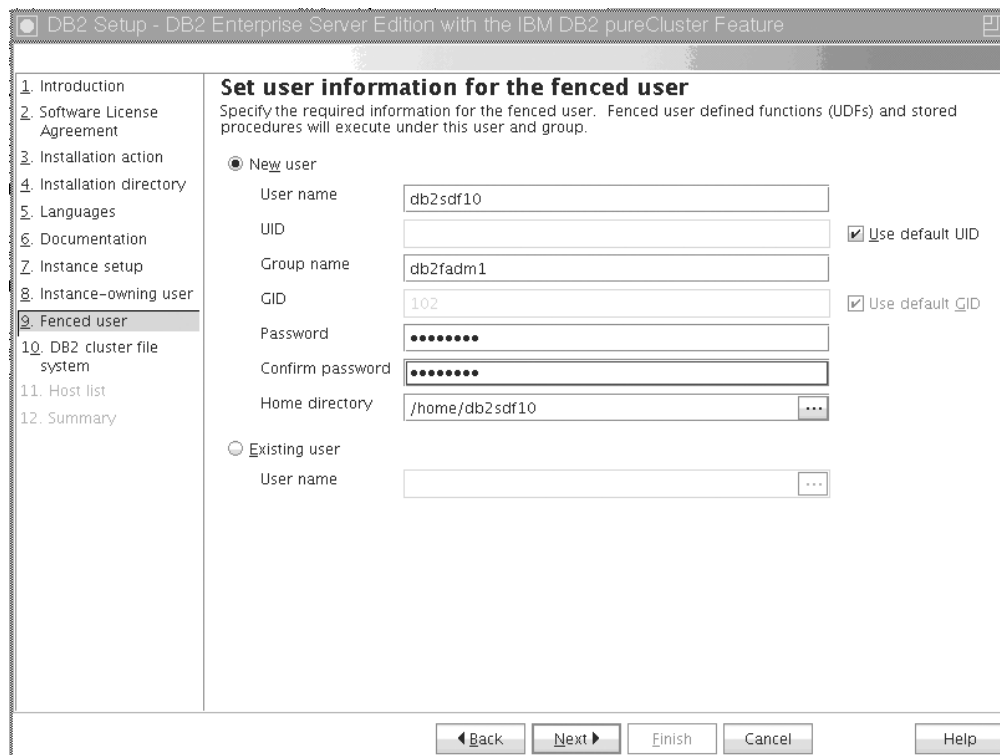 DB2 Setup - DB2 Enterprise Server Edition with the IBM DB2 pureCluster Feature
1. Introduction
2. Software License
Agreement
3. Installation action
4. Installation directory
5. Languages
6. Documentation
7. Instance setup
8. Instance-owning user
9. Fenced user
10. DB2 cluster file
system
11. Host list
12. Summary
Set user information for the fenced user
Specify the required information for the fenced user. Fenced user defined functions (UDFs) and stored
procedures will execute under this user and group.
New user
User name db2sdf10
UID Use default UID
Group name db2fadm1
GID 102 Use default GID
Password ●●●●●●●●
Confirm password ●●●●●●●●
Home directory /home/db2sdf10 ...
Existing user
User name ...
Back Next Finish Cancel Help